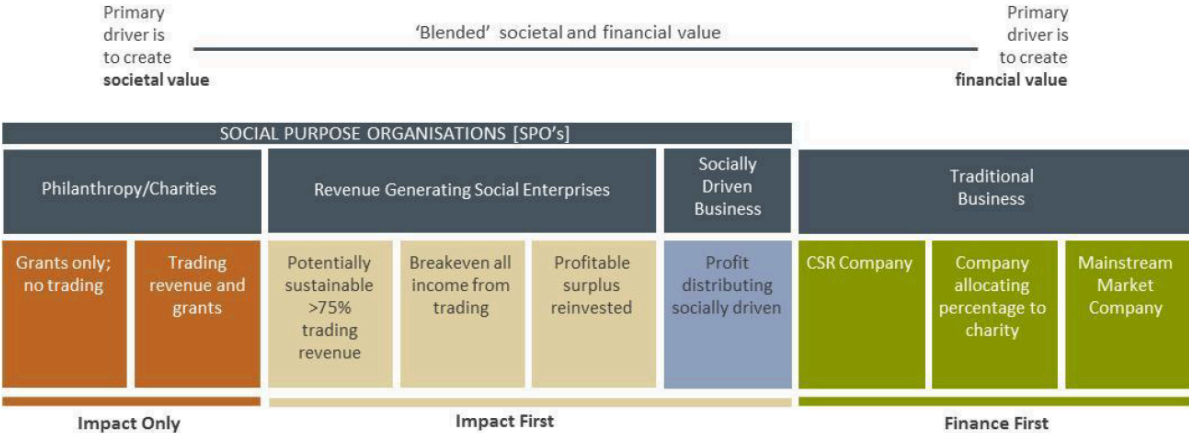 Primary
driver is
to create
societal value
‘Blended’ societal and financial value
Primary
driver is
to create
financial value
SOCIAL PURPOSE ORGANISATIONS [SPO's]
Philanthropy/Charities
Revenue Generating Social Enterprises
Socially
Driven
Business
Traditional
Business
Grants only;
no trading
Trading
revenue and
grants
Potentially
sustainable
>75%
trading
revenue
Breakeven all
income from
trading
Profitable
surplus
reinvested
Profit
distributing
socially driven
CSR Company
Company
allocating
percentage to
charity
Mainstream
Market
Company
Impact Only
Impact First
Finance First